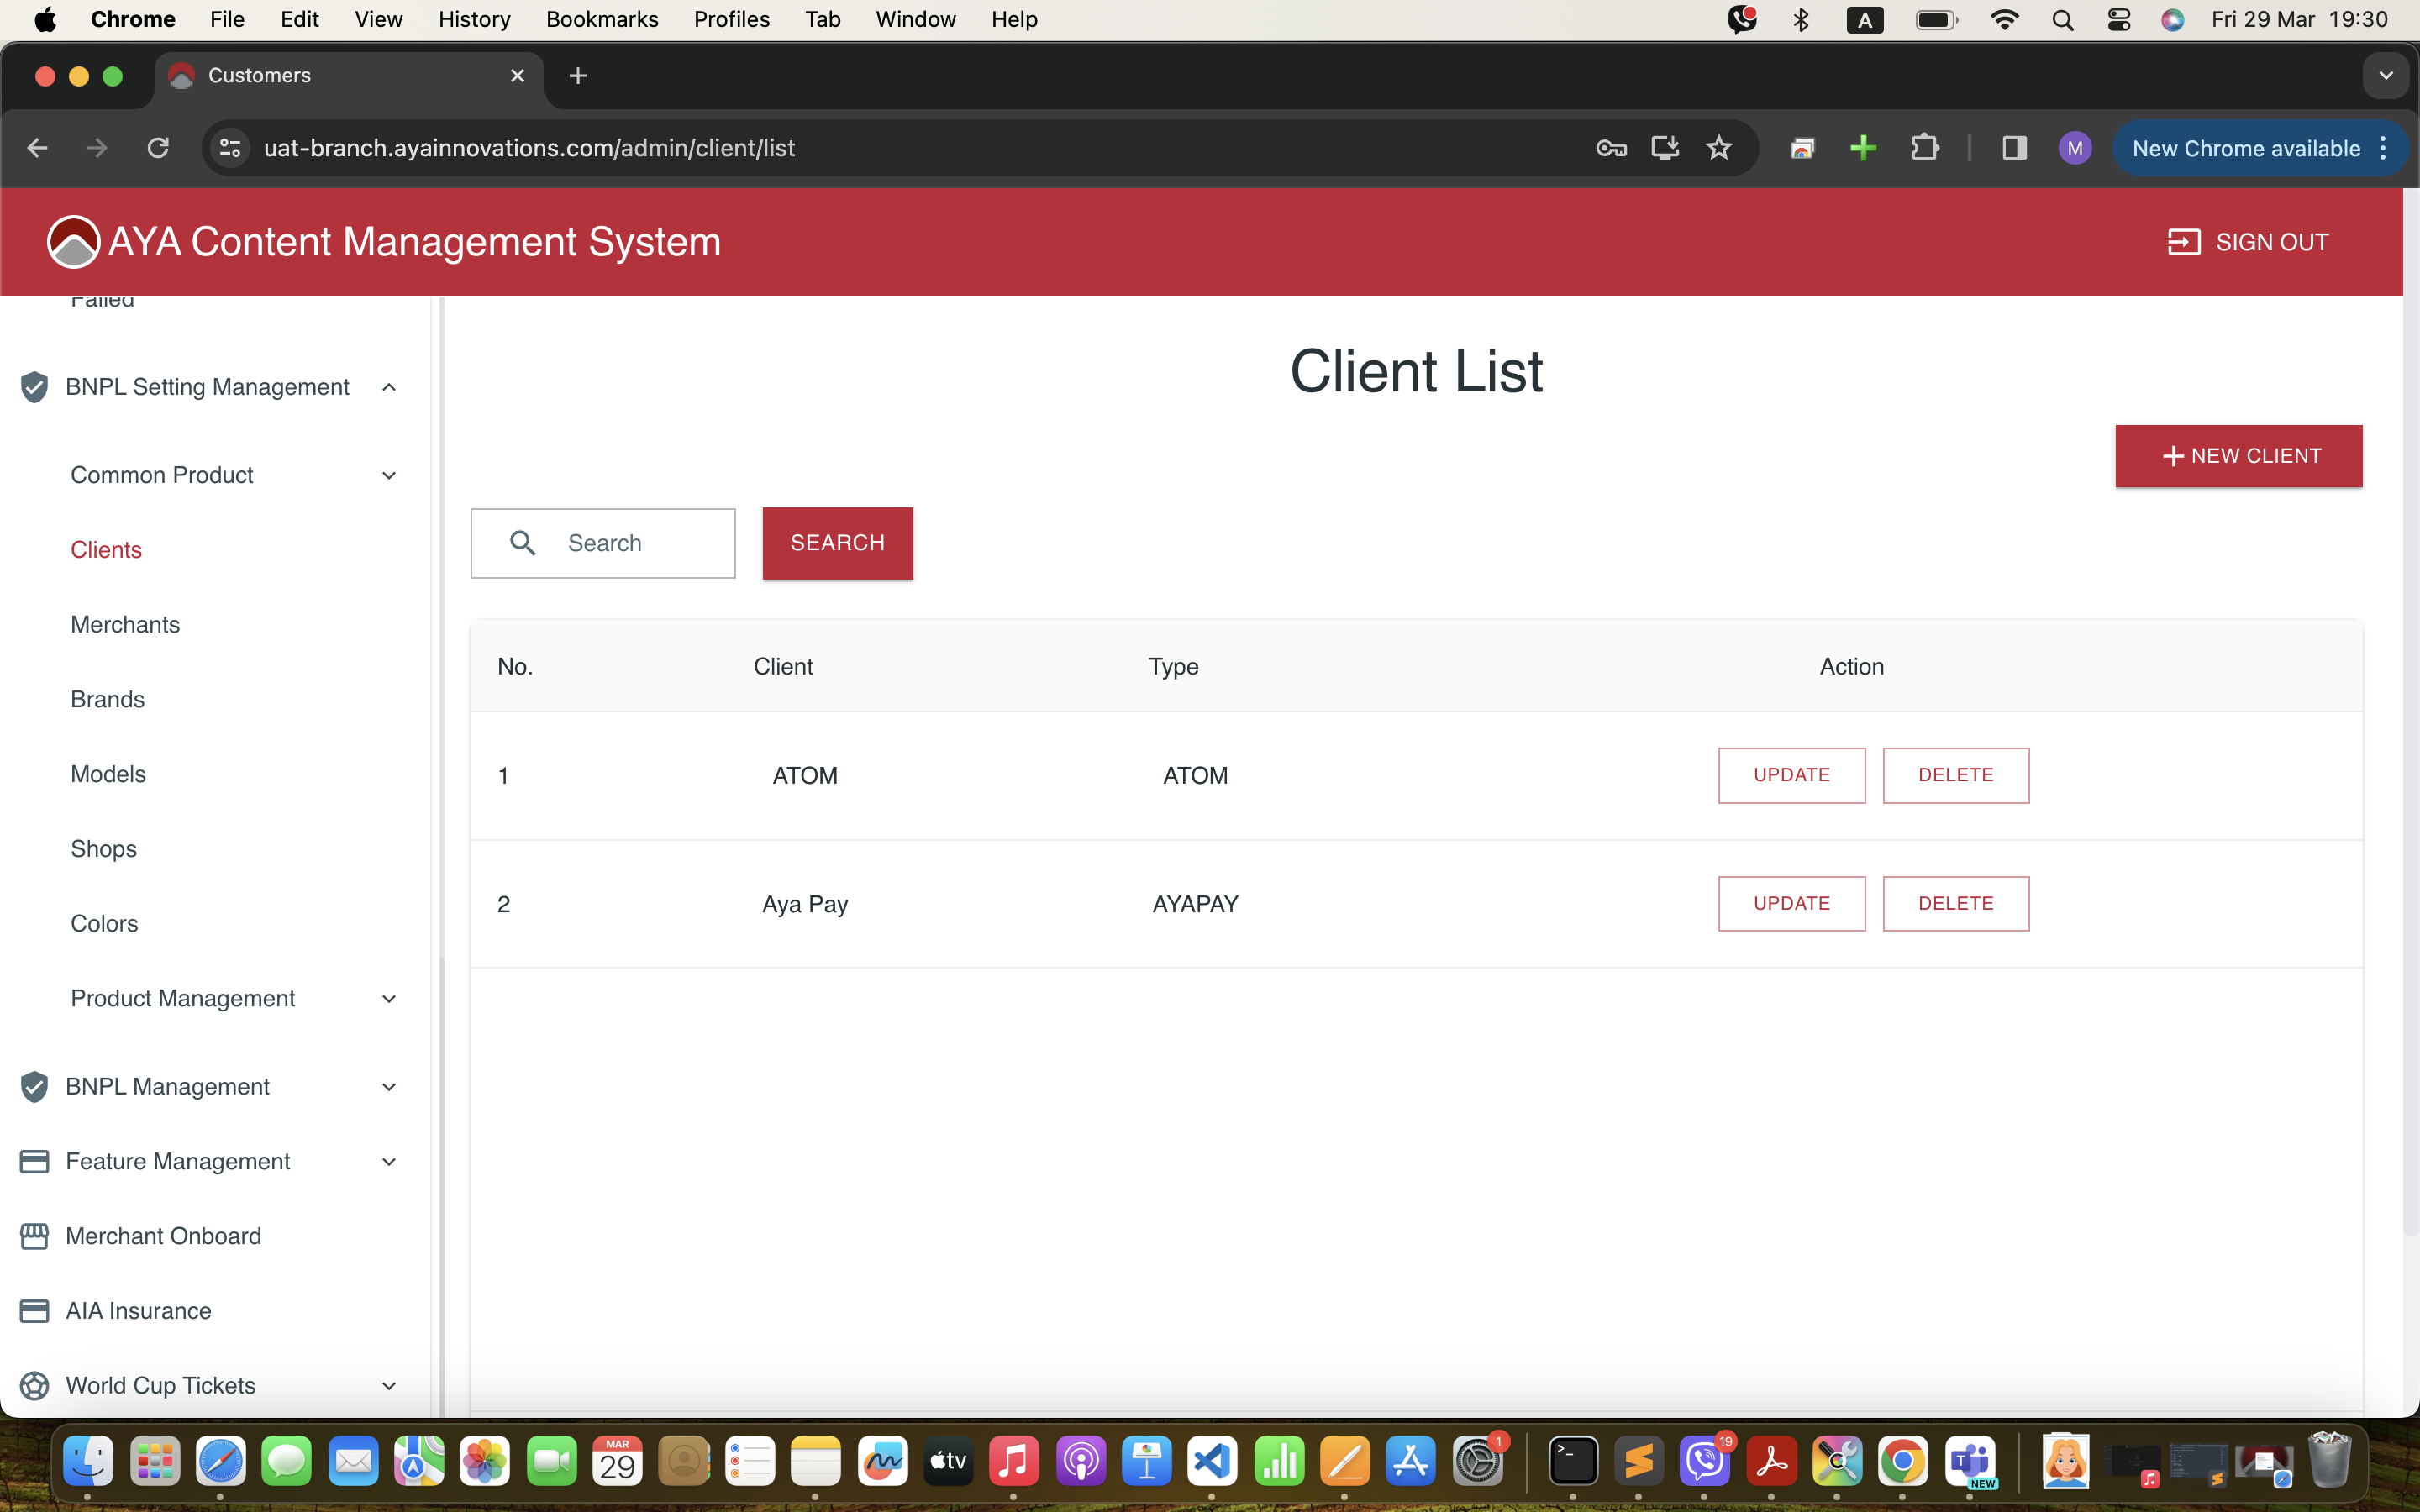 Chrome File Edit View History Bookmarks Profiles Tab Window Help A Fri 29 Mar 19:30
Customers
uat-branch.ayainnovations.com/admin/client/list M New Chrome available
AYA Content Management System SIGN OUT
Failed
BNPL Setting Management
Common Product
Clients
Merchants
Brands
Models
Shops
Colors
Product Management
BNPL Management
Feature Management
Merchant Onboard
AIA Insurance
World Cup Tickets
Client List
+ NEW CLIENT
Search SEARCH
No. Client Type Action
1 ATOM ATOM UPDATE DELETE
2 Aya Pay AYAPAY UPDATE DELETE
MAR
29
tv
1
19
T
NEW